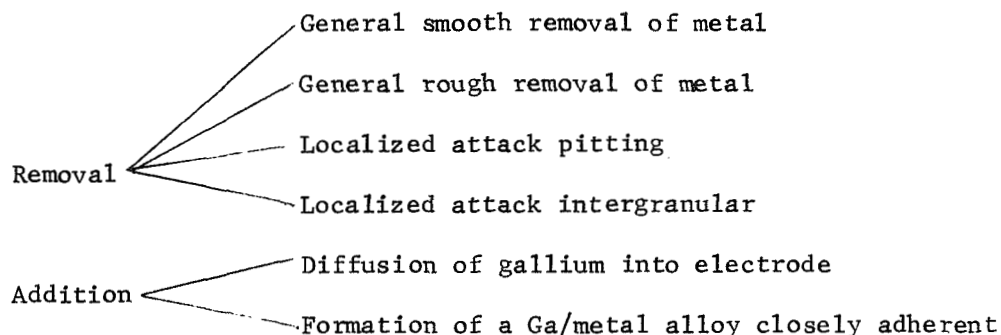 General smooth removal of metal
General rough removal of metal
Localized attack pitting
Removal
Localized attack intergranular
Diffusion of gallium into electrode
Addition
Formation of a Ga/metal alloy closely adherent